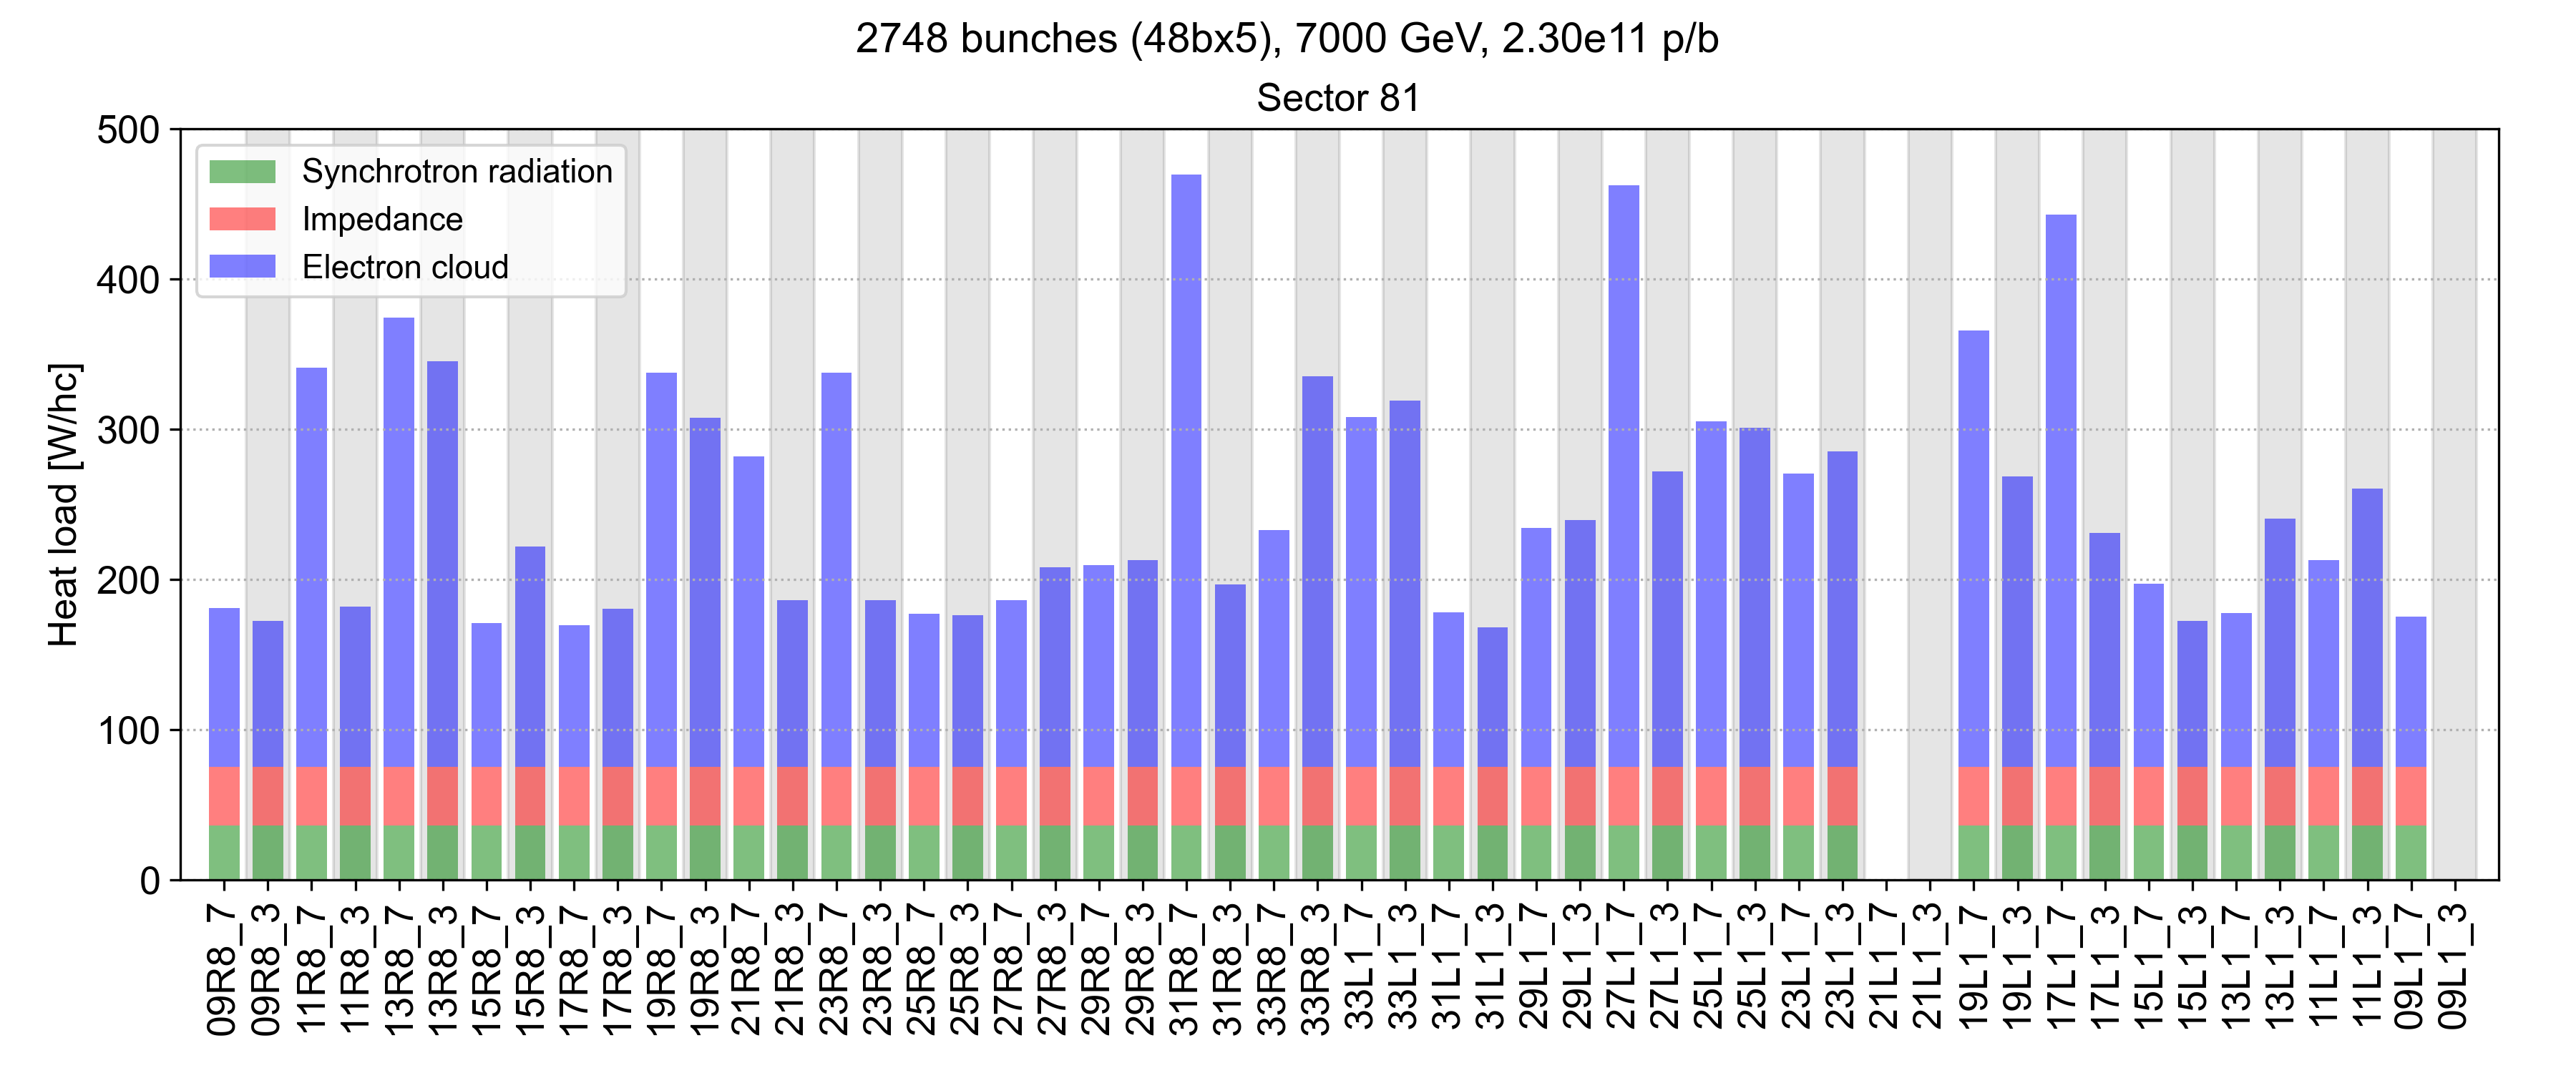 2748 bunches (48bx5), 7000 GeV, 2.30e11 p/b
Sector 81
500
400
300
200
100
0
Heat load [W/hc]
Synchrotron radiation
Impedance
Electron cloud
09R8_7
09R8_3
11R8_7
11R8_3
13R8_7
13R8_3
15R8_7
15R8_3
17R8_7
17R8_3
19R8_7
19R8_3
21R8_7
21R8_3
23R8_7
23R8_3
25R8_7
25R8_3
27R8_7
27R8_3
29R8_7
29R8_3
31R8_7
31R8_3
33R8_7
33R8_3
33L1_7
33L1_3
31L1_7
31L1_3
29L1_7
29L1_3
27L1_7
27L1_3
25L1_7
25L1_3
23L1_7
23L1_3
21L1_7
21L1_3
19L1_7
19L1_3
17L1_7
17L1_3
15L1_7
15L1_3
13L1_7
13L1_3
11L1_7
11L1_3
09L1_7
09L1_3